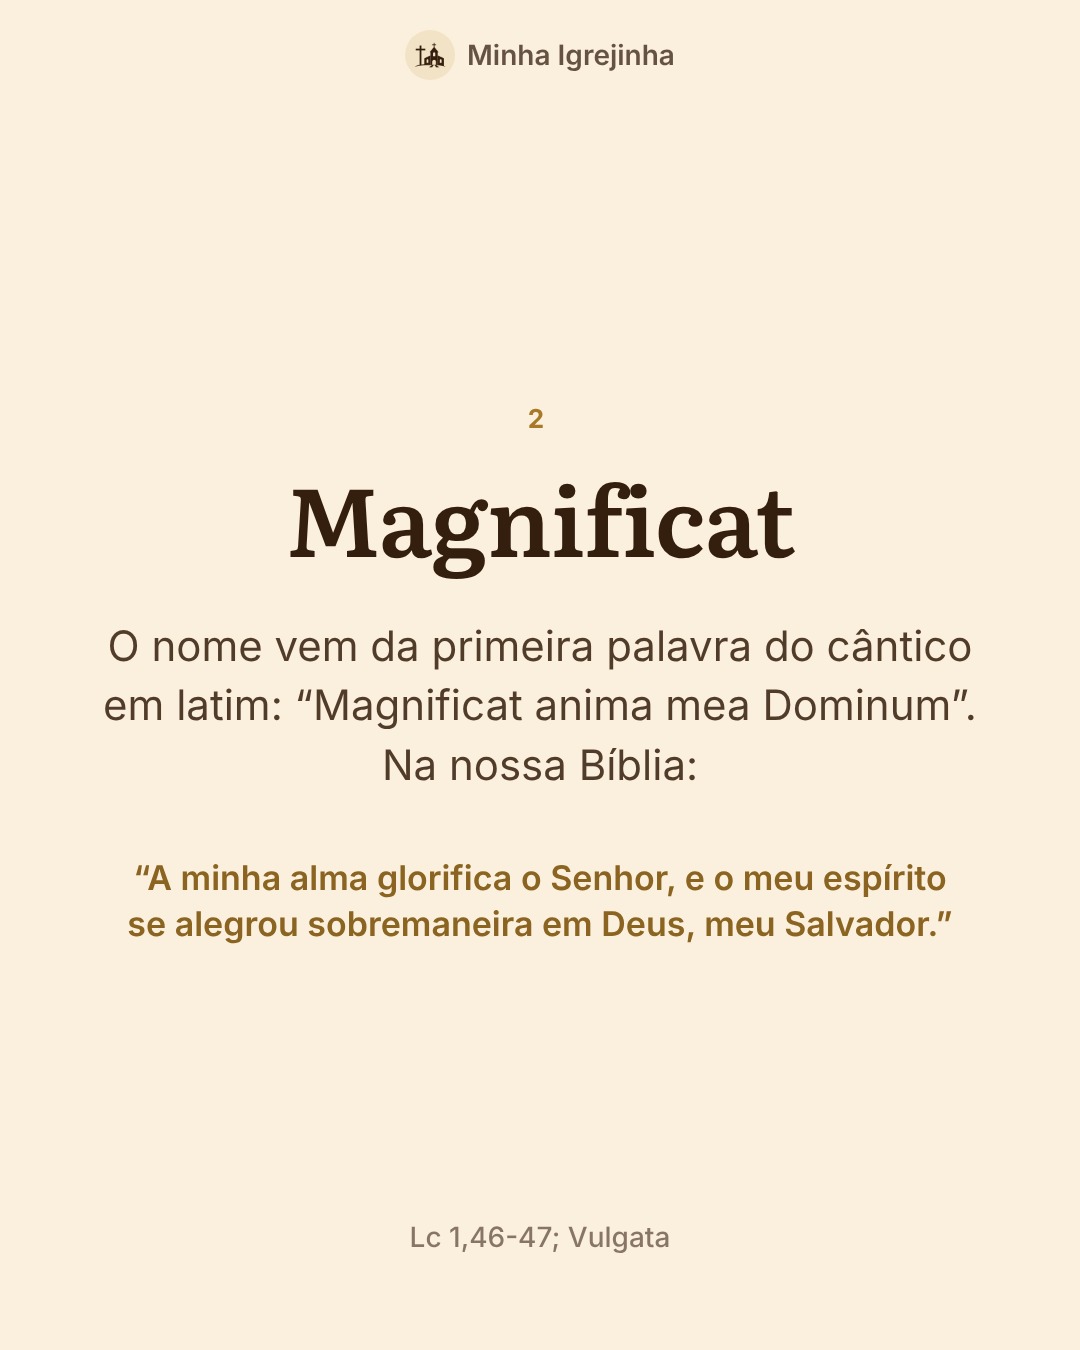 Minha Igrejinha
2
Magnificat
O nome vem da primeira palavra do cântico
em latim: “Magnificat anima mea Dominum”.
Na nossa Bíblia:
“A minha alma glorifica o Senhor, e o meu espírito
se alegrou sobremaneira em Deus, meu Salvador.”
Lc 1,46-47; Vulgata